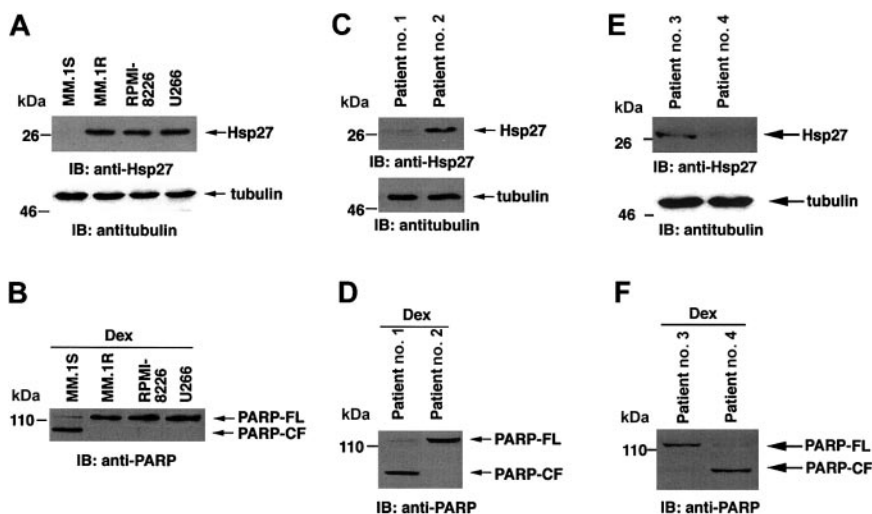 A
MM.1S
MM.1R
RPMI-
8226
U266
kDa
26
Hsp27
IB: anti-Hsp27
tubulin
46
IB: antitubulin
C
Patient no. 1
Patient no. 2
kDa
26
Hsp27
IB: anti-Hsp27
tubulin
46
IB: antitubulin
E
Patient no. 3
Patient no. 4
kDa
26
Hsp27
IB: anti-Hsp27
tubulin
46
IB: antitubulin
B
Dex
MM.1S
MM.1R
RPMI-
8226
U266
kDa
110
PARP-FL
PARP-CF
IB: anti-PARP
D
Dex
Patient no. 1
Patient no. 2
kDa
110
PARP-FL
PARP-CF
IB: anti-PARP
F
Dex
Patient no. 3
Patient no. 4
kDa
110
PARP-FL
PARP-CF
IB: anti-PARP